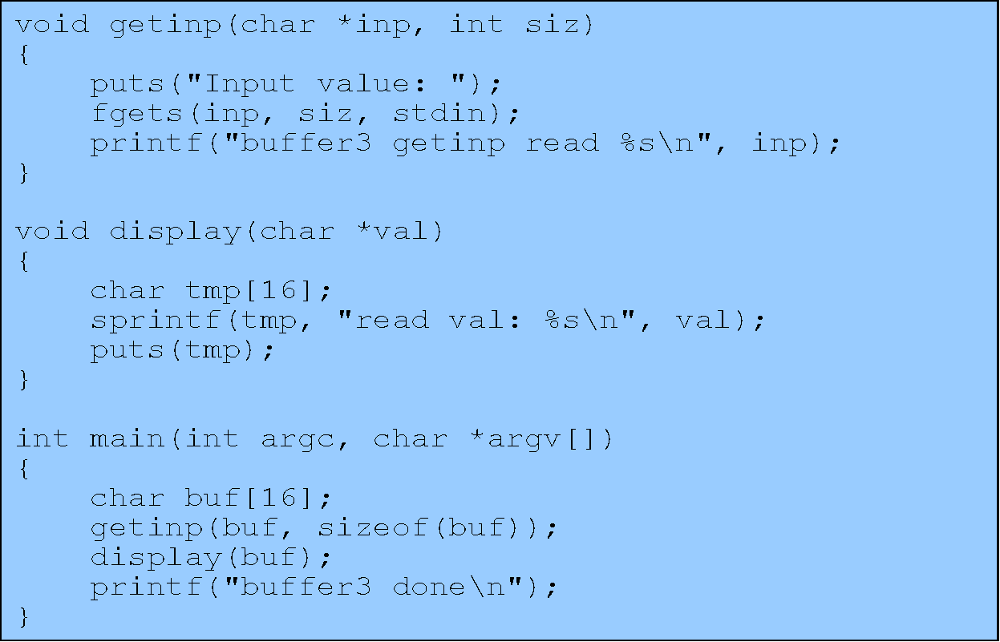 void getinp(char *inp, int siz)
{
    puts("Input value: ");
    fgets(inp, siz, stdin);
    printf("buffer3 getinp read %s\n", inp);
}

void display(char *val)
{
    char tmp[16];
    sprintf(tmp, "read val: %s\n", val);
    puts(tmp);
}

int main(int argc, char *argv[])
{
    char buf[16];
    getinp(buf, sizeof(buf));
    display(buf);
    printf("buffer3 done\n");
}